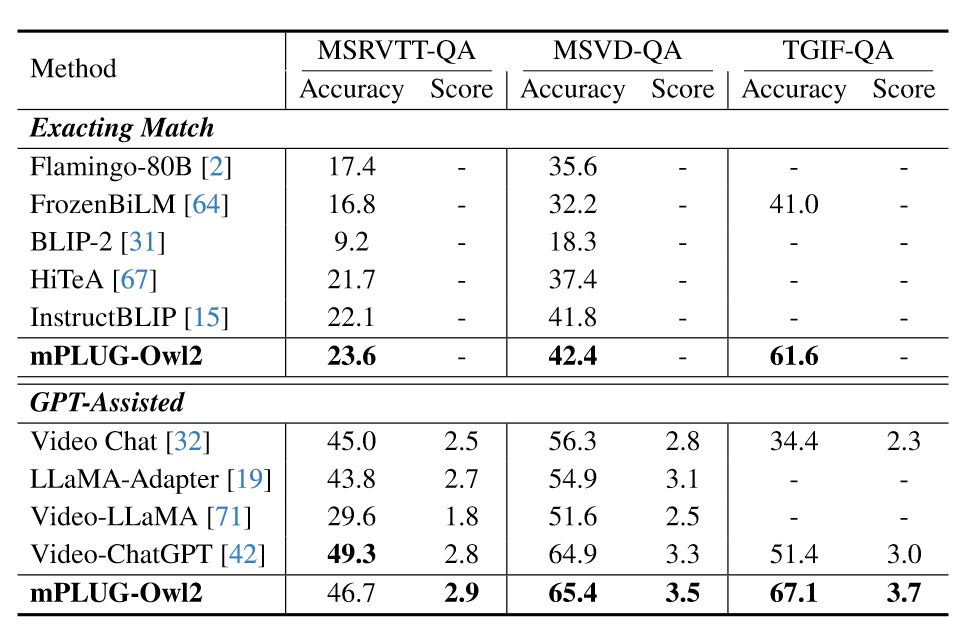 Method MSRVTT-QA MSVD-QA TGIF-QA
Accuracy Score Accuracy Score Accuracy Score
Exacting Match
Flamingo-80B [2] 17.4 - 35.6 - - -
FrozenBiLM [64] 16.8 - 32.2 - 41.0 -
BLIP-2 [31] 9.2 - 18.3 - - -
HiTeA [67] 21.7 - 37.4 - - -
InstructBLIP [15] 22.1 - 41.8 - - -
mPLUG-Owl2 23.6 - 42.4 - 61.6 -
GPT-Assisted
Video Chat [32] 45.0 2.5 56.3 2.8 34.4 2.3
LLaMA-Adapter [19] 43.8 2.7 54.9 3.1 - -
Video-LLaMA [71] 29.6 1.8 51.6 2.5 - -
Video-ChatGPT [42] 49.3 2.8 64.9 3.3 51.4 3.0
mPLUG-Owl2 46.7 2.9 65.4 3.5 67.1 3.7